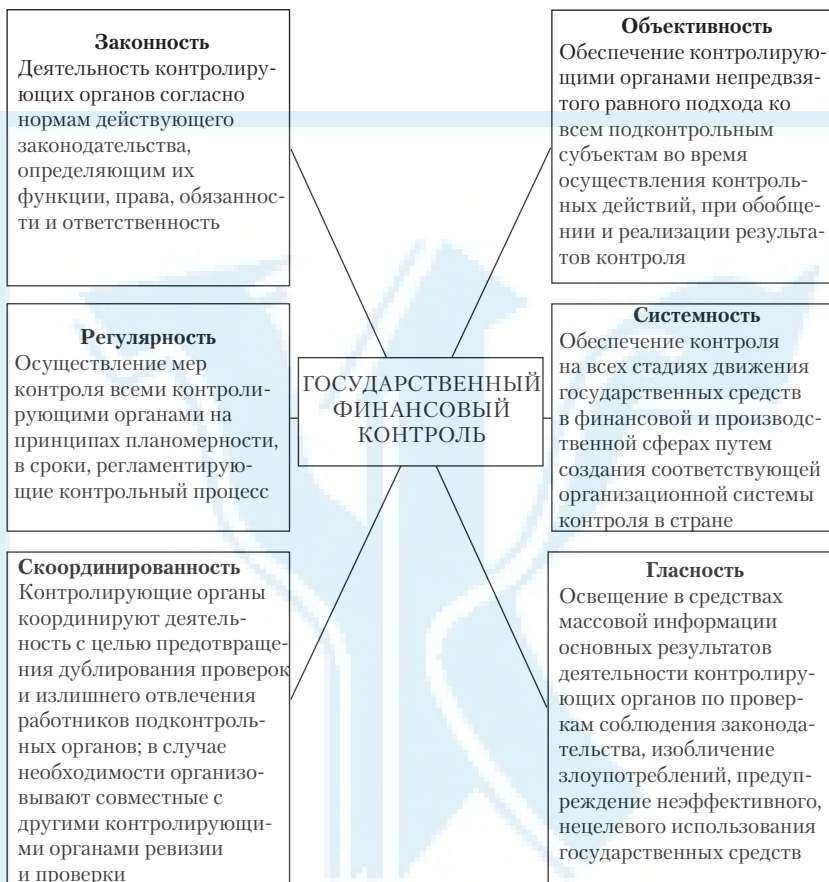 Законность
Деятельность контролиру-
ющих органов согласно
нормам действующего
законодательства,
определяющим их
функции, права, обязаннос-
ти и ответственность
Объективность
Обеспечение контролирую-
щими органами непредвзя-
того равного подхода ко
всем подконтрольным
субъектам во время
осуществления контроль-
ных действий, при обобще-
нии и реализации результа-
тов контроля
Регулярность
Осуществление мер
контроля всеми контроли-
рующими органами на
принципах планомерности,
в сроки, регламентирую-
щие контрольный процесс
ГОСУДАРСТВЕННЫЙ
ФИНАНСОВЫЙ
КОНТРОЛЬ
Системность
Обеспечение контроля
на всех стадиях движения
государственных средств
в финансовой и производс-
твенной сферах путем
создания соответствующей
организационной системы
контроля в стране
Скоординированность
Контролирующие органы
координируют деятель-
ность с целью предотвраще-
ния дублирования проверок
и излишнего отвлечения
работников подконтроль-
ных органов; в случае
необходимости организо-
вывают совместные с
другими контролирующи-
ми органами ревизии
и проверки
Гласность
Освещение в средствах
массовой информации
основных результатов
деятельности контролиру-
ющих органов по провер-
кам соблюдения законода-
тельства, изобличение
злоупотреблений, предуп-
реждение неэффективного,
нецелевого использования
государственных средств